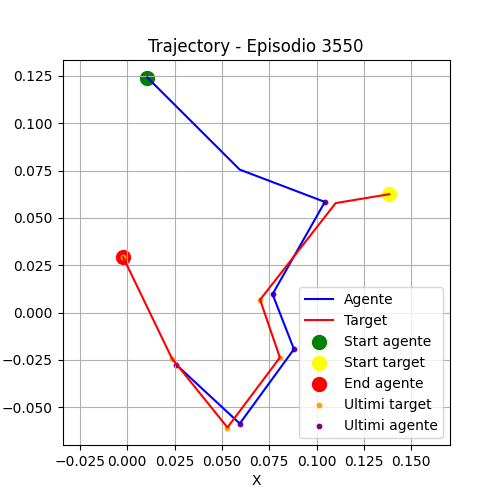 Trajectory - Episodio 3550
0.125
0.100
0.075
0.050
0.025
0.000
−0.025
−0.050
−0.025 0.000 0.025 0.050 0.075 0.100 0.125 0.150
X
Agente
Target
Start agente
Start target
End agente
Ultimi target
Ultimi agente